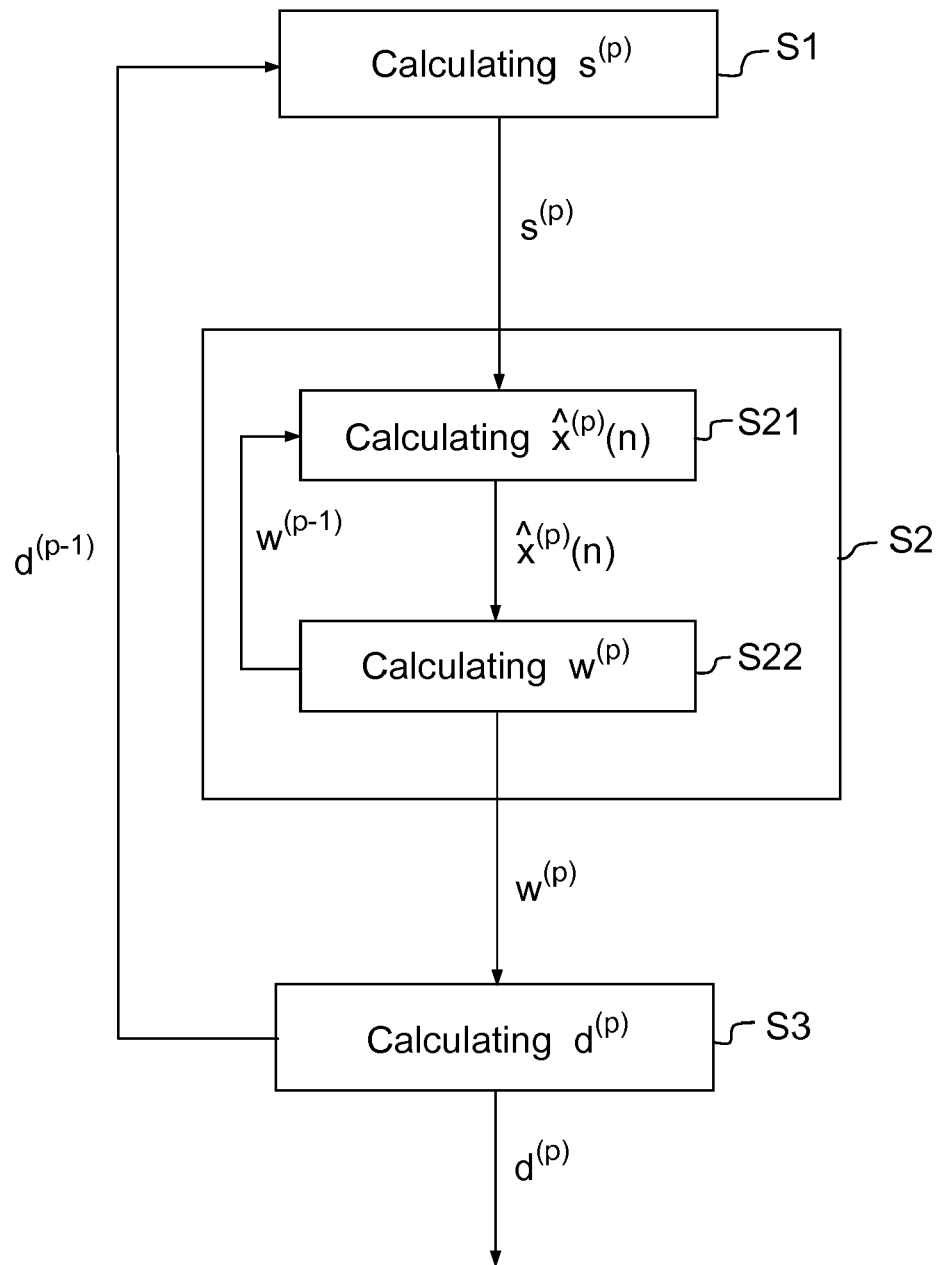 Calculating s^(p)
S1
s^(p)
Calculating x̂^(p)(n)
S21
w^(p-1)
x̂^(p)(n)
S2
d^(p-1)
Calculating w^(p)
S22
w^(p)
Calculating d^(p)
S3
d^(p)